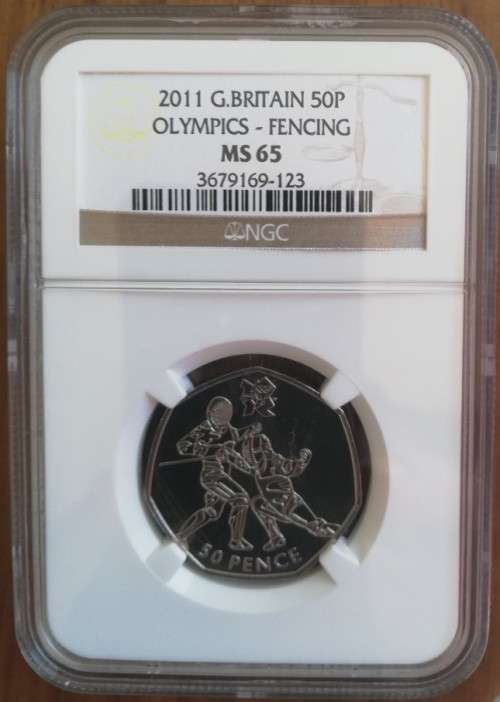 2011 G.BRITAIN 50P
OLYMPICS - FENCING
MS 65
3679169-123
NGC
50 PENCE